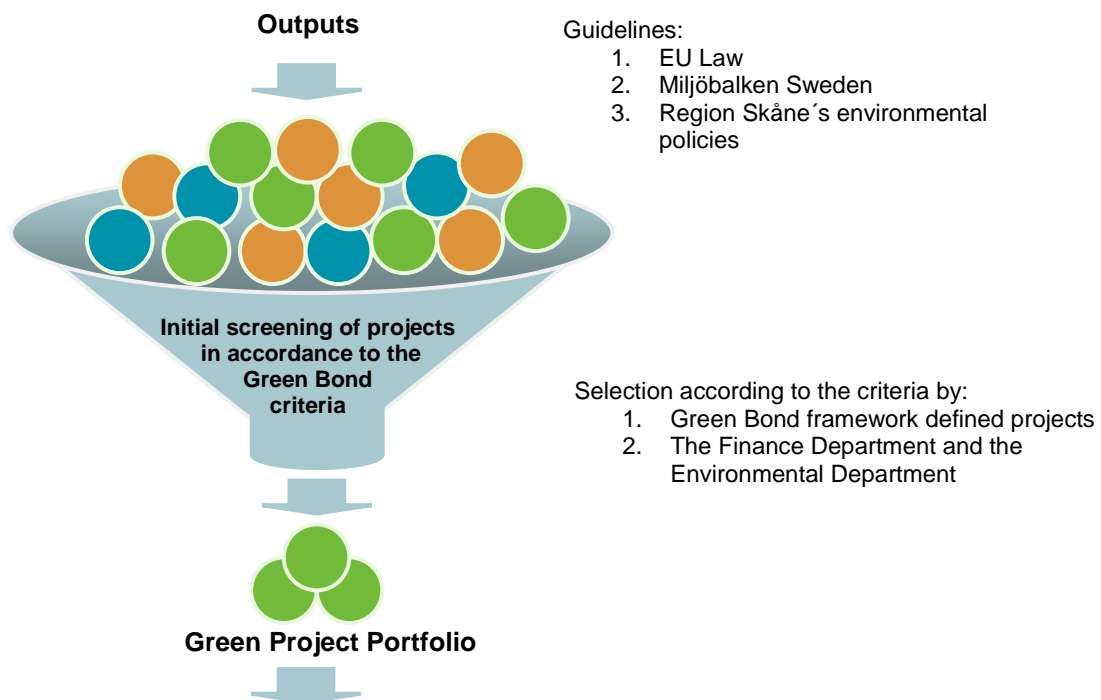 Outputs
Guidelines:
1. EU Law
2. Miljöbalken Sweden
3. Region Skåne´s environmental
policies
Initial screening of projects
in accordance to the
Green Bond
criteria
Selection according to the criteria by:
1. Green Bond framework defined projects
2. The Finance Department and the
Environmental Department
Green Project Portfolio